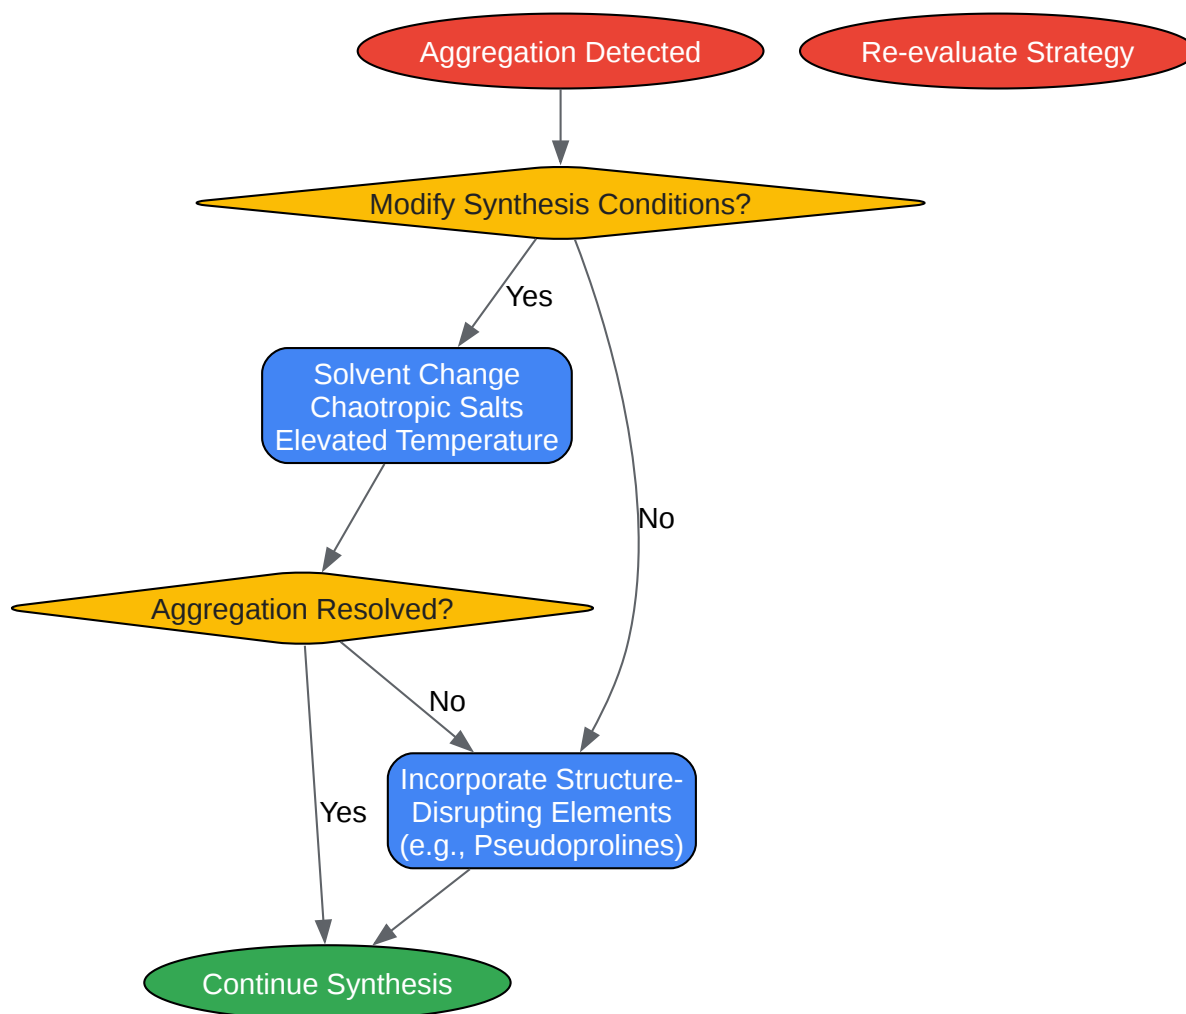 Aggregation Detected
Re-evaluate Strategy
Modify Synthesis Conditions?
Yes
Solvent Change
Chaotropic Salts
Elevated Temperature
No
Aggregation Resolved?
No
Incorporate Structure-
Disrupting Elements
(e.g., Pseudoprolines)
Yes
Continue Synthesis